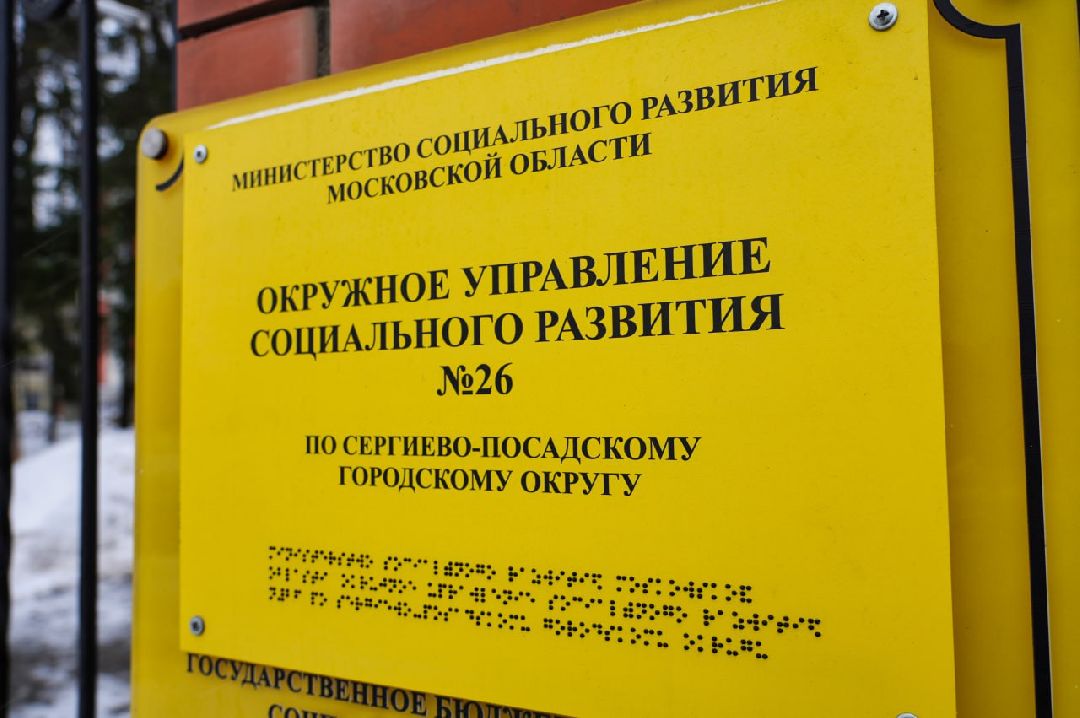 МИНИСТЕРСТВО СОЦИАЛЬНОГО РАЗВИТИЯ
МОСКОВСКОЙ ОБЛАСТИ
ОКРУЖНОЕ УПРАВЛЕНИЕ
СОЦИАЛЬНОГО РАЗВИТИЯ
№26
ПО СЕРГИЕВО-ПОСАДСКОМУ
ГОРОДСКОМУ ОКРУГУ
ГОСУДАРСТВЕННОЕ